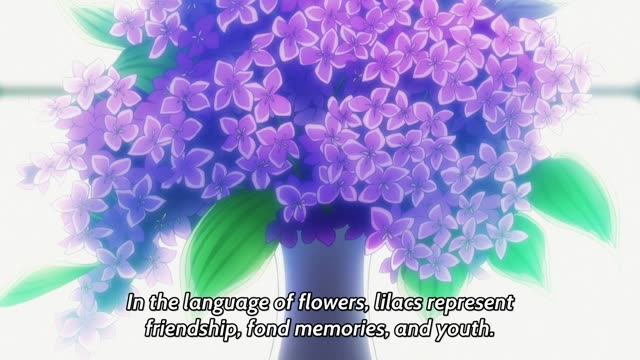 In the language of flowers, lilacs represent
friendship, fond memories, and youth.